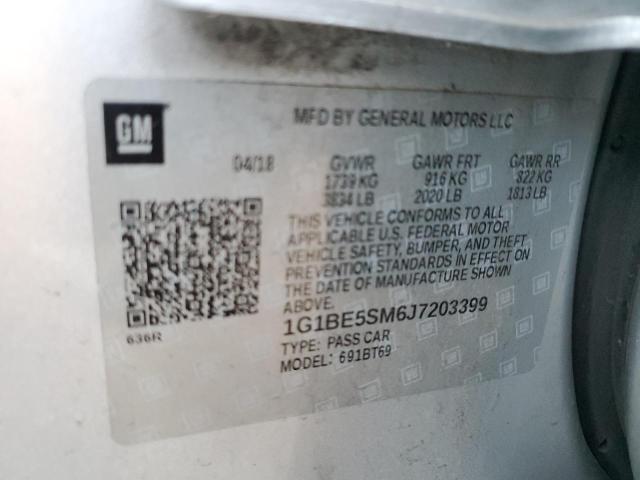 GM
MFD BY GENERAL MOTORS LLC
04/18 GVWR GAWR FRT GAWR RR
1739 KG 916 KG 822 KG
3834 LB 2020 LB 1813 LB
THIS VEHICLE CONFORMS TO ALL
APPLICABLE U.S. FEDERAL MOTOR
VEHICLE SAFETY, BUMPER, AND THEFT
PREVENTION STANDARDS IN EFFECT ON
THE DATE OF MANUFACTURE SHOWN
ABOVE.
636R
1G1BE5SM6J7203399
TYPE: PASS CAR
MODEL: 691BT69